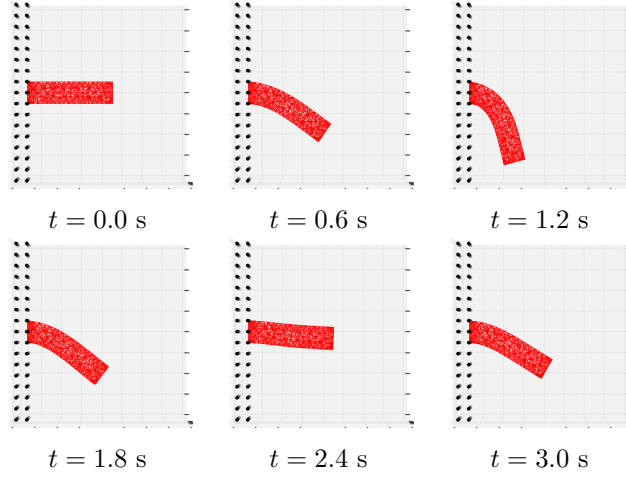 t = 0.0 s
t = 0.6 s
t = 1.2 s
t = 1.8 s
t = 2.4 s
t = 3.0 s